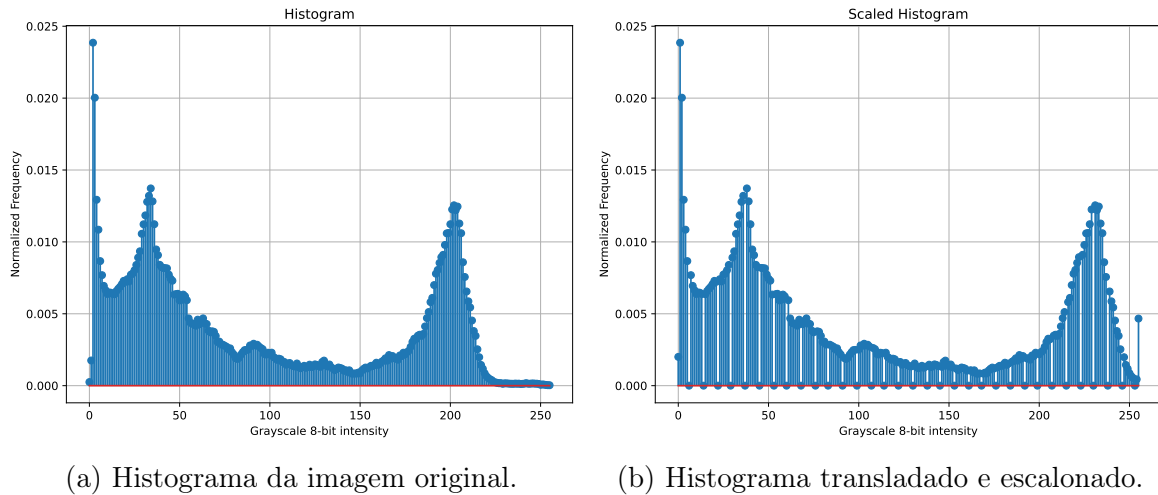 Histogram
0.025
0.020
0.015
0.010
0.005
0.000
Normalized Frequency
0 50 100 150 200 250
Grayscale 8-bit intensity
(a) Histograma da imagem original.
Scaled Histogram
0.025
0.020
0.015
0.010
0.005
0.000
Normalized Frequency
0 50 100 150 200 250
Grayscale 8-bit intensity
(b) Histograma transladado e escalonado.